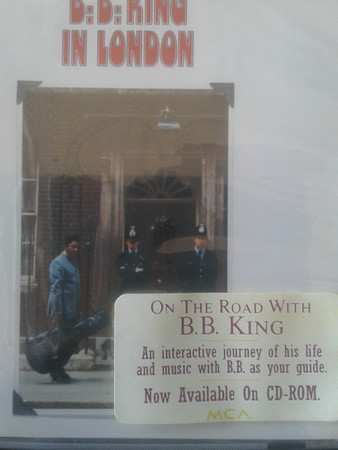 B.B. KING
IN LONDON
ON THE ROAD WITH
B.B. KING
An interactive journey of his life
and music with B.B. as your guide.
Now Available On CD-ROM.
MCA